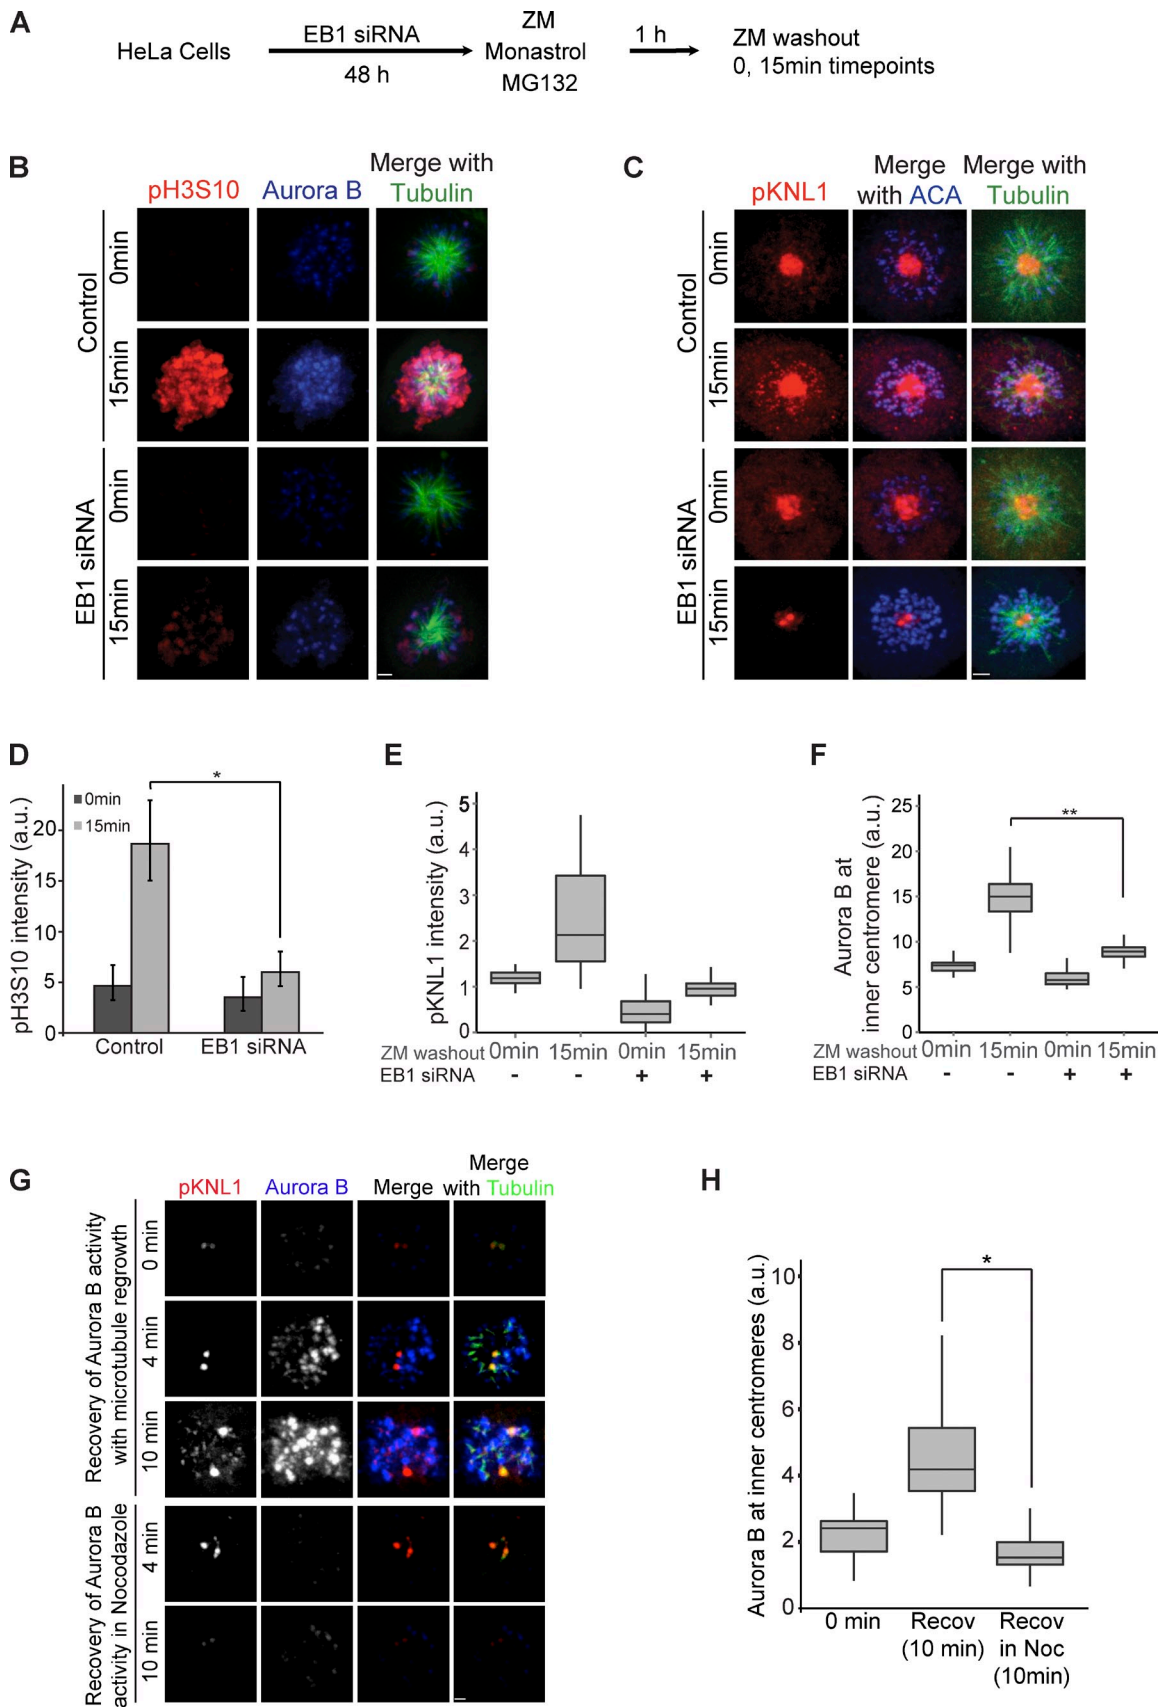 A
HeLa Cells
EB1 siRNA
48 h
ZM
Monastrol
MG132
1 h
ZM washout
0, 15min timepoints
B
pH3S10
Aurora B
Merge with
Tubulin
Control
0min
15min
EB1 siRNA
0min
15min
C
pKNL1
Merge
with ACA
Merge with
Tubulin
Control
0min
15min
EB1 siRNA
0min
15min
D
pH3S10 intensity (a.u.)
20
15
10
5
0
0min
15min
*
Control
EB1 siRNA
E
pKNL1 intensity (a.u.)
5
4
3
2
1
0
ZM washout 0min 15min 0min 15min
EB1 siRNA - - + +
F
Aurora B at
inner centromere (a.u.)
25
20
15
10
5
0
**
ZM washout 0min 15min 0min 15min
EB1 siRNA - - + +
G
pKNL1
Aurora B
Merge
Merge
with Tubulin
Recovery of Aurora B activity
with microtubule regrowth
0 min
4 min
10 min
Recovery of Aurora B
activity in Nocodazole
4 min
10 min
H
Aurora B at inner centromeres (a.u.)
10
8
6
4
2
0
*
0 min
Recov
(10 min)
Recov
in Noc
(10min)